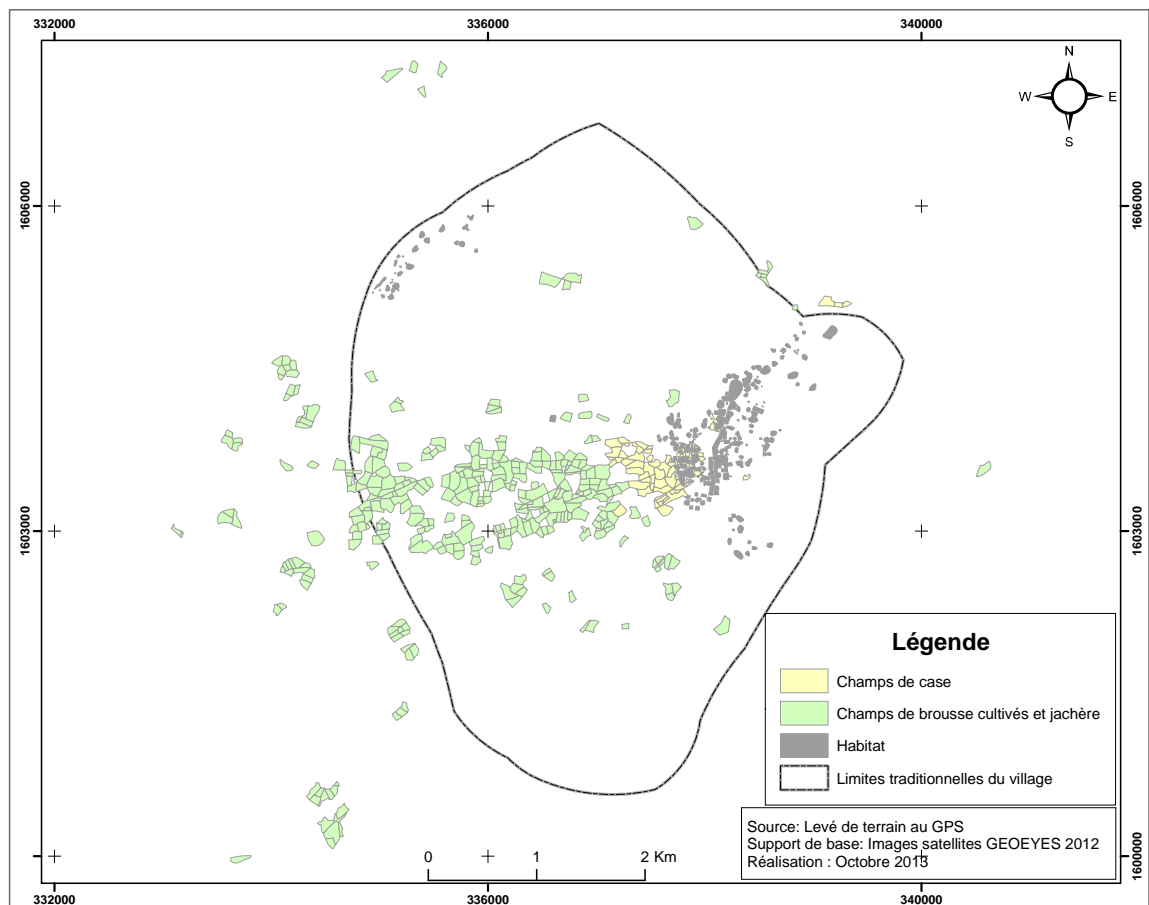 332000 336000 340000
N
W E
S
1606000 1606000
1603000 1603000
Légende
Champs de case
Champs de brousse cultivés et jachère
Habitat
Limites traditionnelles du village
Source: Levé de terrain au GPS
Support de base: Images satellites GEOEYES 2012
Réalisation : Octobre 2013
0 1 2 Km
1600000
332000 336000 340000